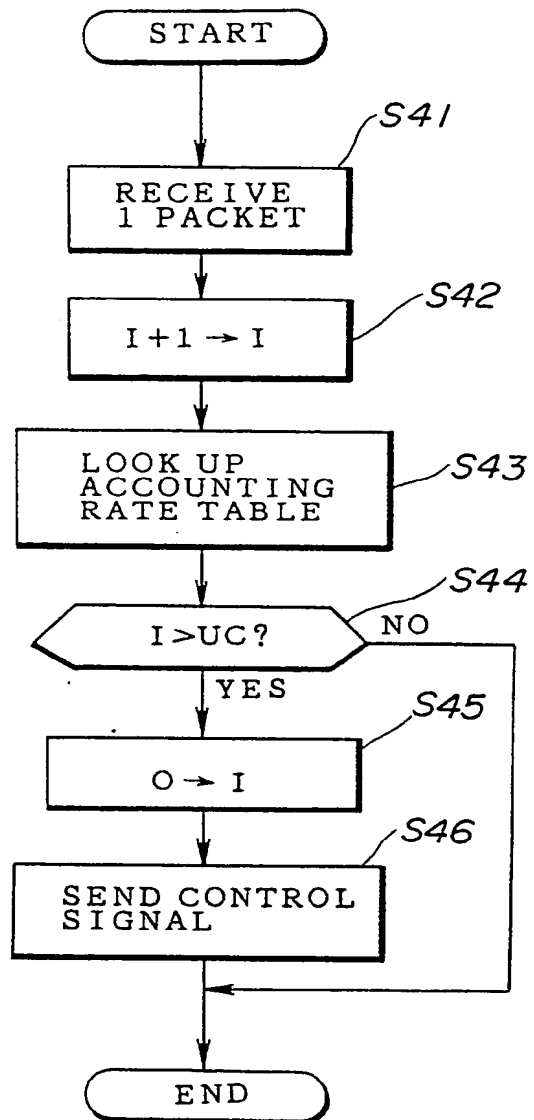 START
S41
RECEIVE
1 PACKET
S42
I+1→I
LOOK UP
ACCOUNTING
RATE TABLE
S43
S44
I>UC?
NO
YES
S45
O→I
S46
SEND CONTROL
SIGNAL
END